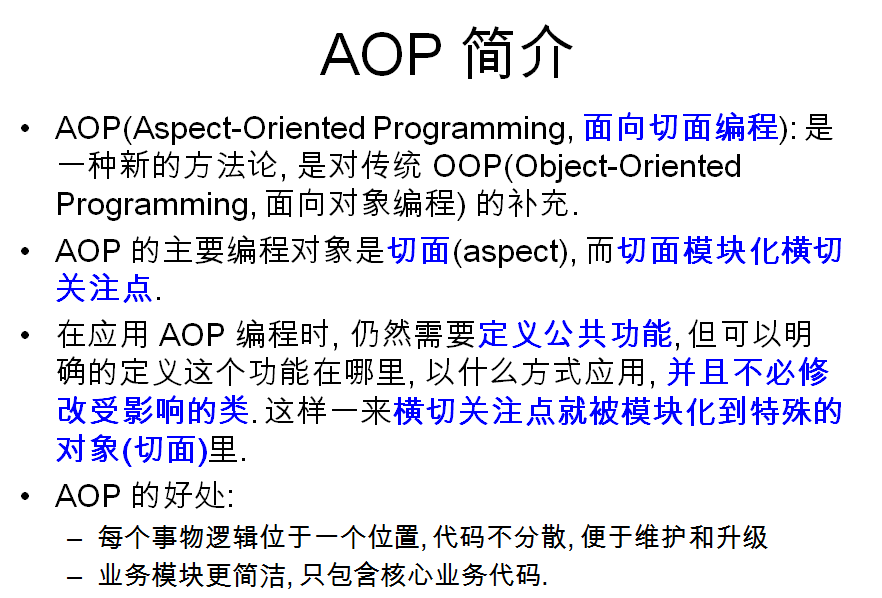 AOP 简介
• AOP(Aspect-Oriented Programming, 面向切面编程): 是
一种新的方法论, 是对传统 OOP(Object-Oriented
Programming, 面向对象编程) 的补充.
• AOP 的主要编程对象是切面(aspect), 而切面模块化横切
关注点.
• 在应用 AOP 编程时, 仍然需要定义公共功能, 但可以明
确的定义这个功能在哪里, 以什么方式应用, 并且不必修
改受影响的类. 这样一来横切关注点就被模块化到特殊的
对象(切面)里.
• AOP 的好处:
– 每个事物逻辑位于一个位置, 代码不分散, 便于维护和升级
– 业务模块更简洁, 只包含核心业务代码.